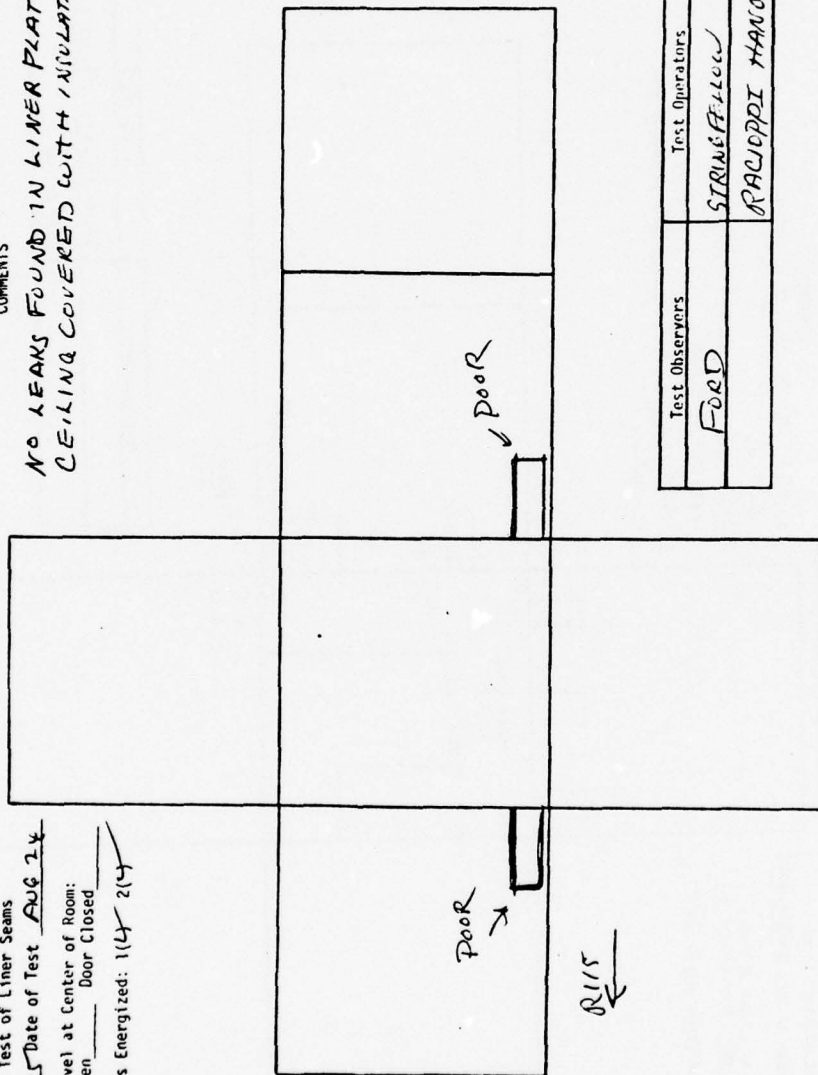 Test of Liner Seams
Date of Test AUG 24
vel at Center of Room:
en Door Closed
s Energized: 1(✓) 2(✓)
COMMENTS
NO LEAKS FOUND IN LINER PLAT
CEILING COVERED WITH INSULAT
DOOR
DOOR
R115
Test Observers Test Operators
FORD STRINGFELLOW
RACIOPPI HAND